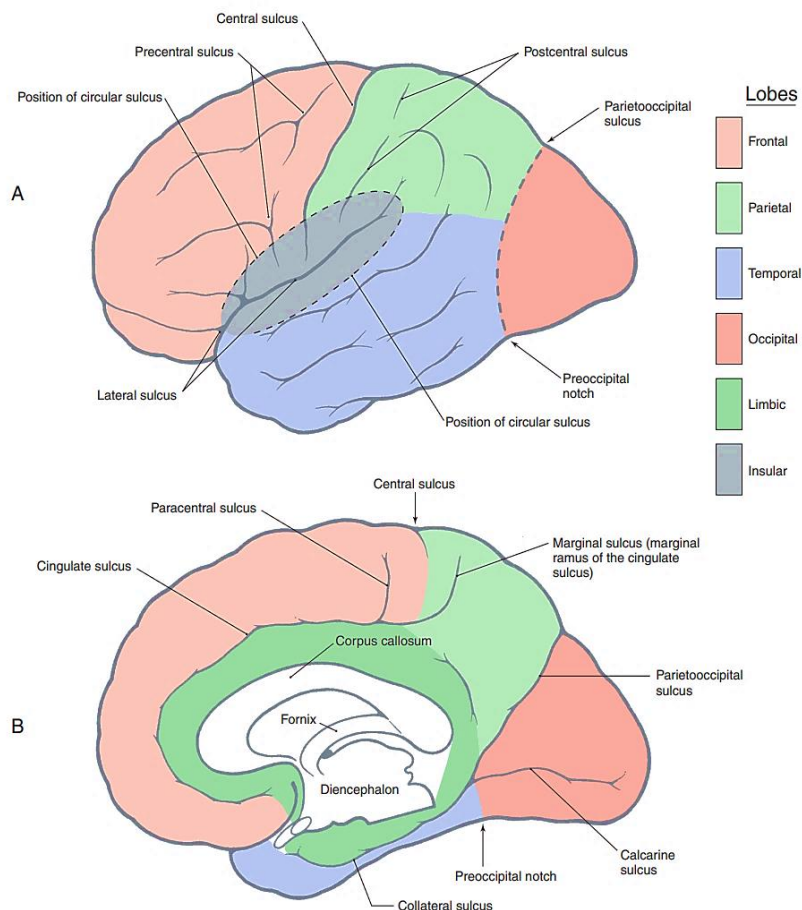 Central sulcus
Precentral sulcus
Postcentral sulcus
Position of circular sulcus
Parietooccipital
sulcus
A
Lateral sulcus
Position of circular sulcus
Preoccipital
notch
Lobes
Frontal
Parietal
Temporal
Occipital
Limbic
Insular
Central sulcus
Paracentral sulcus
Marginal sulcus (marginal
ramus of the cingulate
sulcus)
Cingulate sulcus
Corpus callosum
Parietooccipital
sulcus
B
Fornix
Diencephalon
Calcarine
sulcus
Preoccipital notch
Collateral sulcus